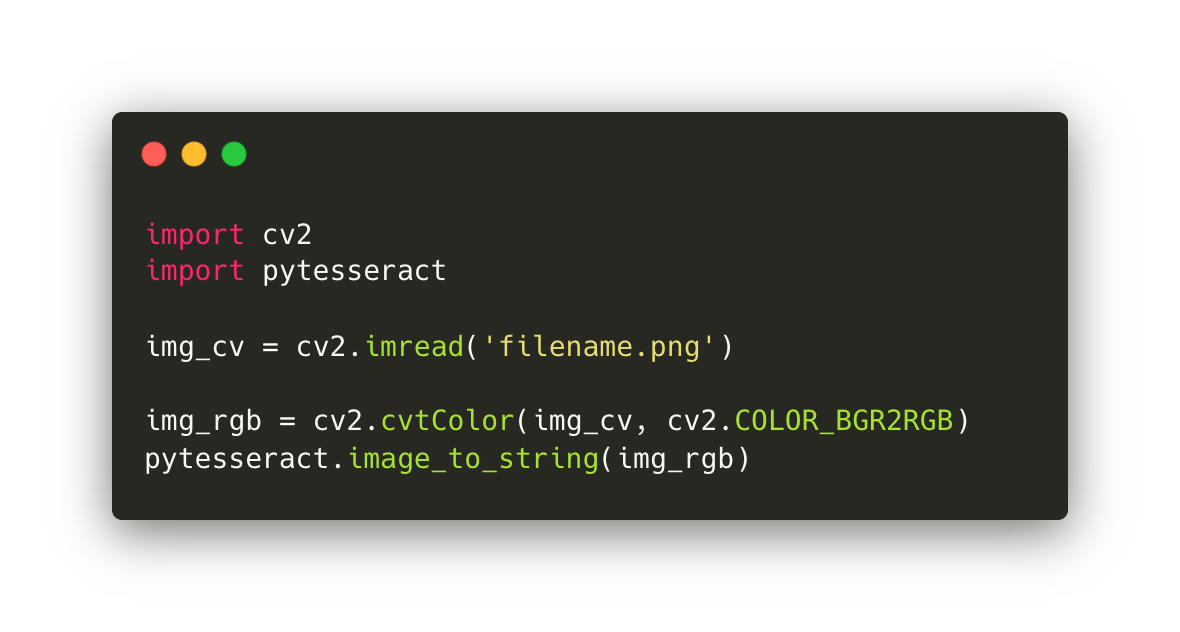 import cv2
import pytesseract
img_cv = cv2.imread('filename.png')
img_rgb = cv2.cvtColor(img_cv, cv2.COLOR_BGR2RGB)
pytesseract.image_to_string(img_rgb)